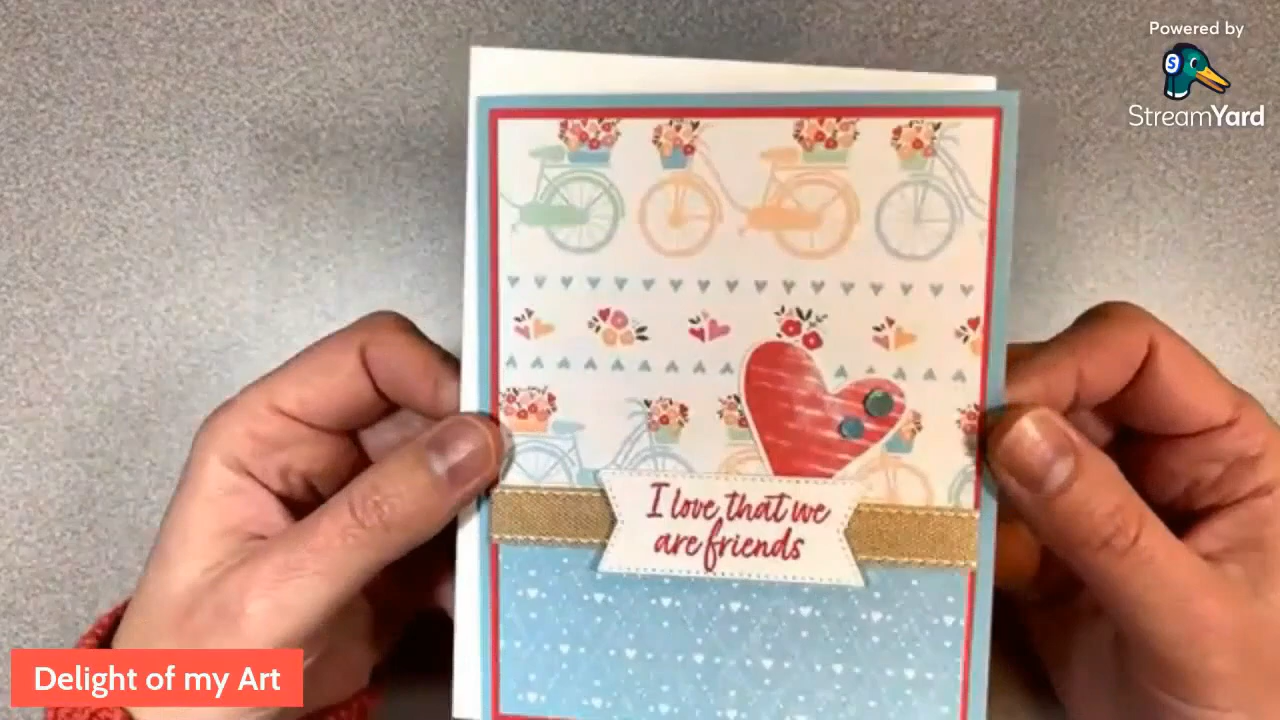 Powered by
StreamYard
I love that we
are friends
Delight of my Art